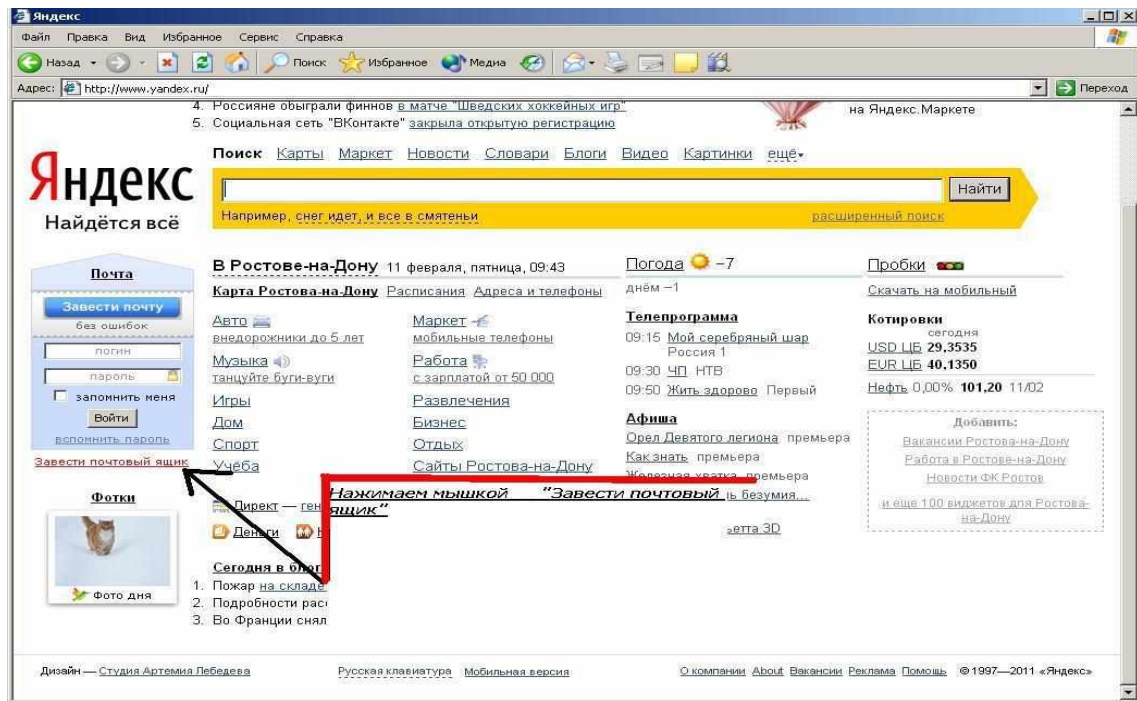 Яндекс
Файл Правка Вид Избранное Сервис Справка
Назад Поиск Избранное Медиа
Адрес: http://www.yandex.ru/ Переход
4. Россияне обыграли финнов в матче "Шведских хоккейных игр"
5. Социальная сеть "ВКонтакте" закрыла открытую регистрацию
на Яндекс.Маркете
Яндекс
Найдётся всё
Поиск Карты Маркет Новости Словари Блоги Видео Картинки ещё
Найти
Например, снег идет, и все в смятеньи
расширенный поиск
Почта
Завести почту
без ошибок
логин
пароль
запомнить меня
Войти
вспомнить пароль
Завести почтовый ящик
Фотки
Фото дня
В Ростове-на-Дону 11 февраля, пятница, 09:43
Карта Ростова-на-Дону Расписания Адреса и телефоны
Авто
внедорожники до 5 лет
Музыка
танцуйте буги-вуги
Игры
Дом
Спорт
Учёба
Маркет
мобильные телефоны
Работа
с зарплатой от 50 000
Развлечения
Бизнес
Отдых
Сайты Ростова-на-Дону
Нажимаем мышкой "Завести почтовый
ящик"
Директ — ген
Деньги
Сегодня в блог
1. Пожар на складе
2. Подробности рас
3. Во Франции снял
Погода −7
днём −1
Телепрограмма
09:15 Мой серебряный шар
Россия 1
09:30 ЧП НТВ
09:50 Жить здорово Первый
Афиша
Орел Девятого легиона премьера
Как знать премьера
Железная хватка премьера
ь безумия...
етта 3D
Пробки
Скачать на мобильный
Котировки
сегодня
USD ЦБ 29,3535
EUR ЦБ 40,1350
Нефть 0,00% 101,20 11/02
Добавить:
Вакансии Ростова-на-Дону
Работа в Ростове-на-Дону
Новости ФК Ростов
и еще 100 виджетов для Ростова-
на-Дону
Дизайн — Студия Артемия Лебедева
Русская клавиатура Мобильная версия
О компании About Вакансии Реклама Помощь © 1997—2011 «Яндекс»